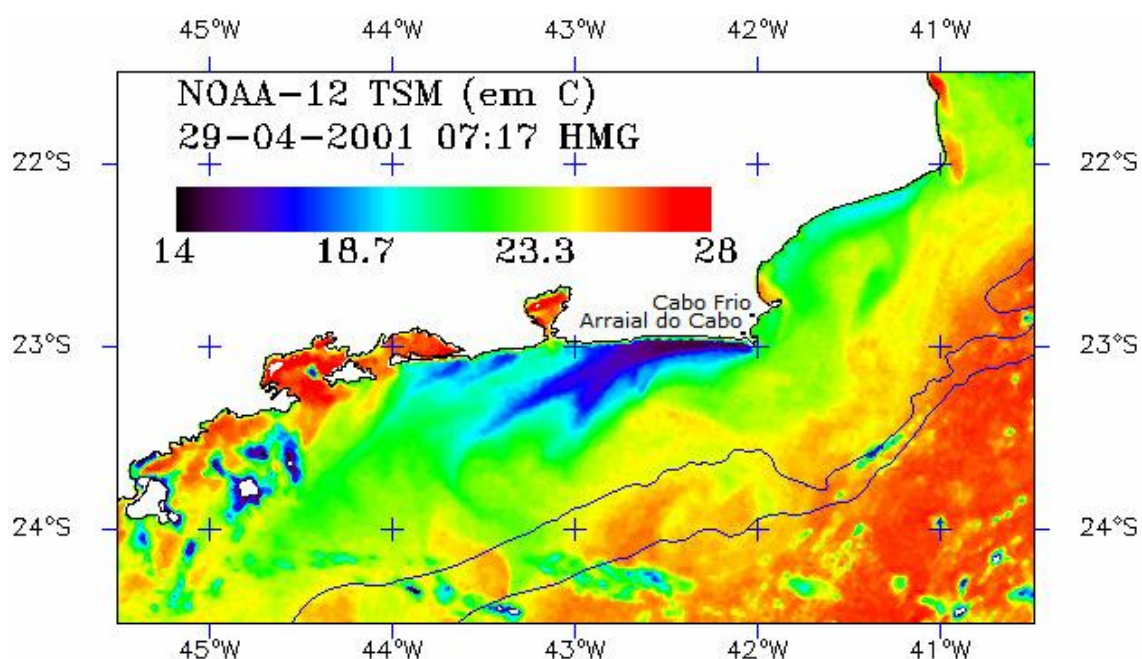 45°W 44°W 43°W 42°W 41°W
NOAA-12 TSM (em C)
29-04-2001 07:17 HMG
22°S 22°S
14 18.7 23.3 28
Cabo Frio
Arraial do Cabo
23°S 23°S
24°S 24°S
45°W 44°W 43°W 42°W 41°W